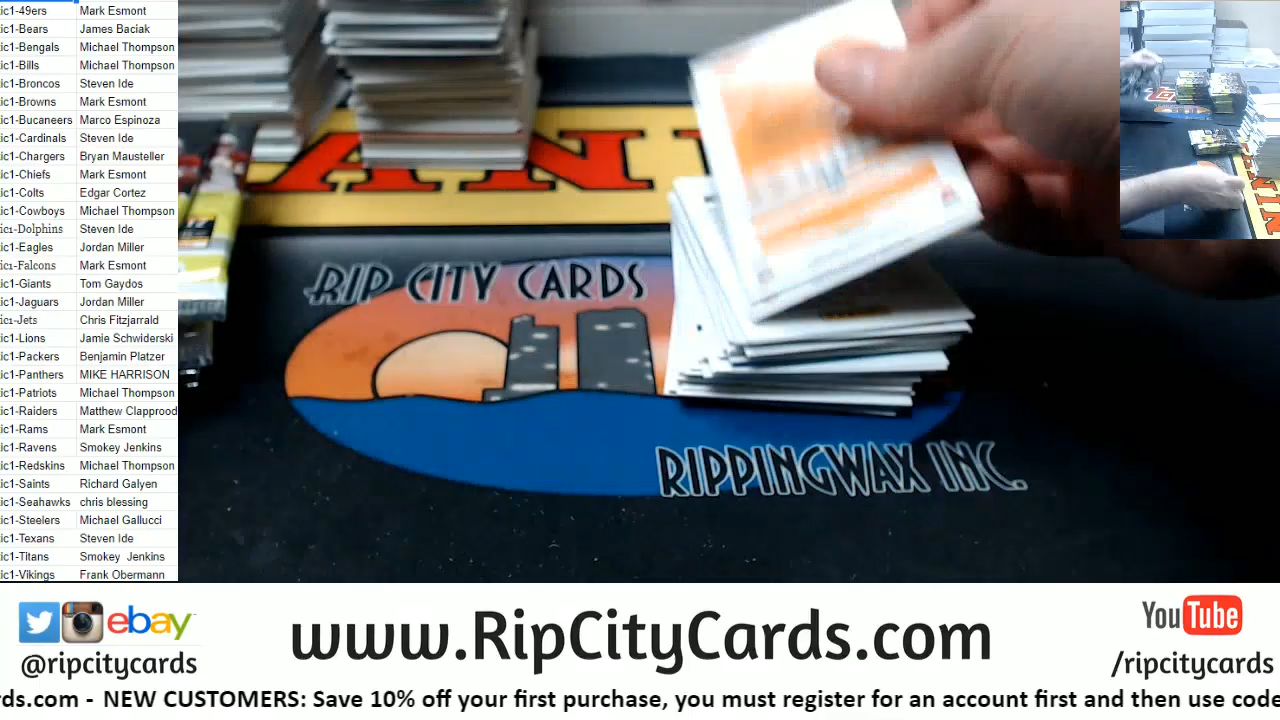 ic1-49ers Mark Esmont
ic1-Bears James Baciak
ic1-Bengals Michael Thompson
ic1-Bills Michael Thompson
ic1-Broncos Steven Ide
ic1-Browns Mark Esmont
ic1-Bucaneers Marco Espinoza
ic1-Cardinals Steven Ide
ic1-Chargers Bryan Mausteller
ic1-Chiefs Mark Esmont
ic1-Colts Edgar Cortez
ic1-Cowboys Michael Thompson
ic1-Dolphins Steven Ide
ic1-Eagles Jordan Miller
ic1-Falcons Mark Esmont
ic1-Giants Tom Gaydos
ic1-Jaguars Jordan Miller
ic1-Jets Chris Fitzjarrald
ic1-Lions Jamie Schwiderski
ic1-Packers Benjamin Platzer
ic1-Panthers MIKE HARRISON
ic1-Patriots Michael Thompson
ic1-Raiders Matthew Clapprood
ic1-Rams Mark Esmont
ic1-Ravens Smokey Jenkins
ic1-Redskins Michael Thompson
ic1-Saints Richard Galyen
ic1-Seahawks chris blessing
ic1-Steelers Michael Gallucci
ic1-Texans Steven Ide
ic1-Titans Smokey Jenkins
ic1-Vikings Frank Obermann
ANI
RIP CITY CARDS
RIPPINGWAX INC.
ebay
@ripcitycards
www.RipCityCards.com
YouTube
/ripcitycards
rds.com - NEW CUSTOMERS: Save 10% off your first purchase, you must register for an account first and then use code